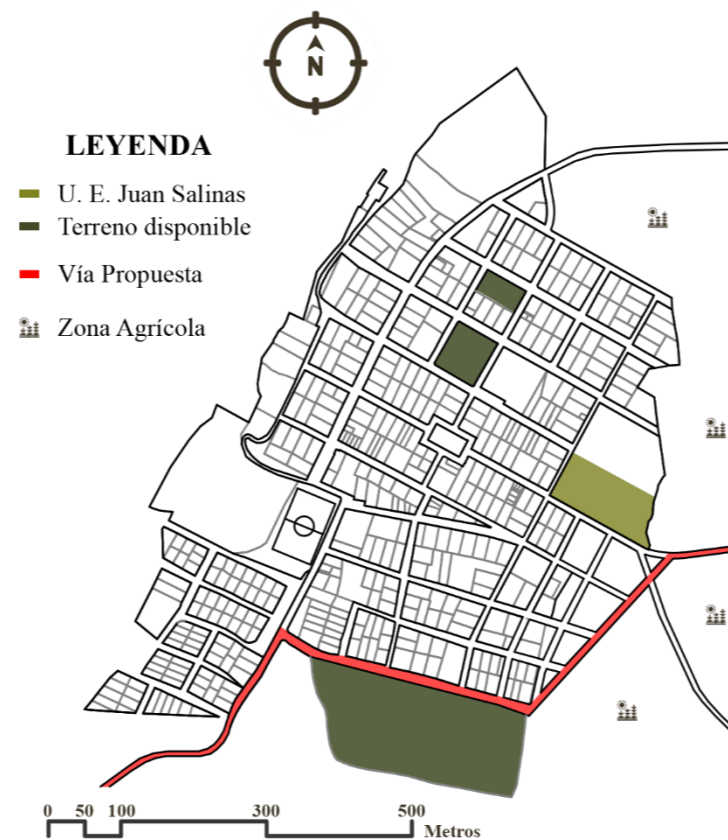 N
LEYENDA
U. E. Juan Salinas
Terreno disponible
Vía Propuesta
Zona Agrícola
0 50 100 300 500
Metros